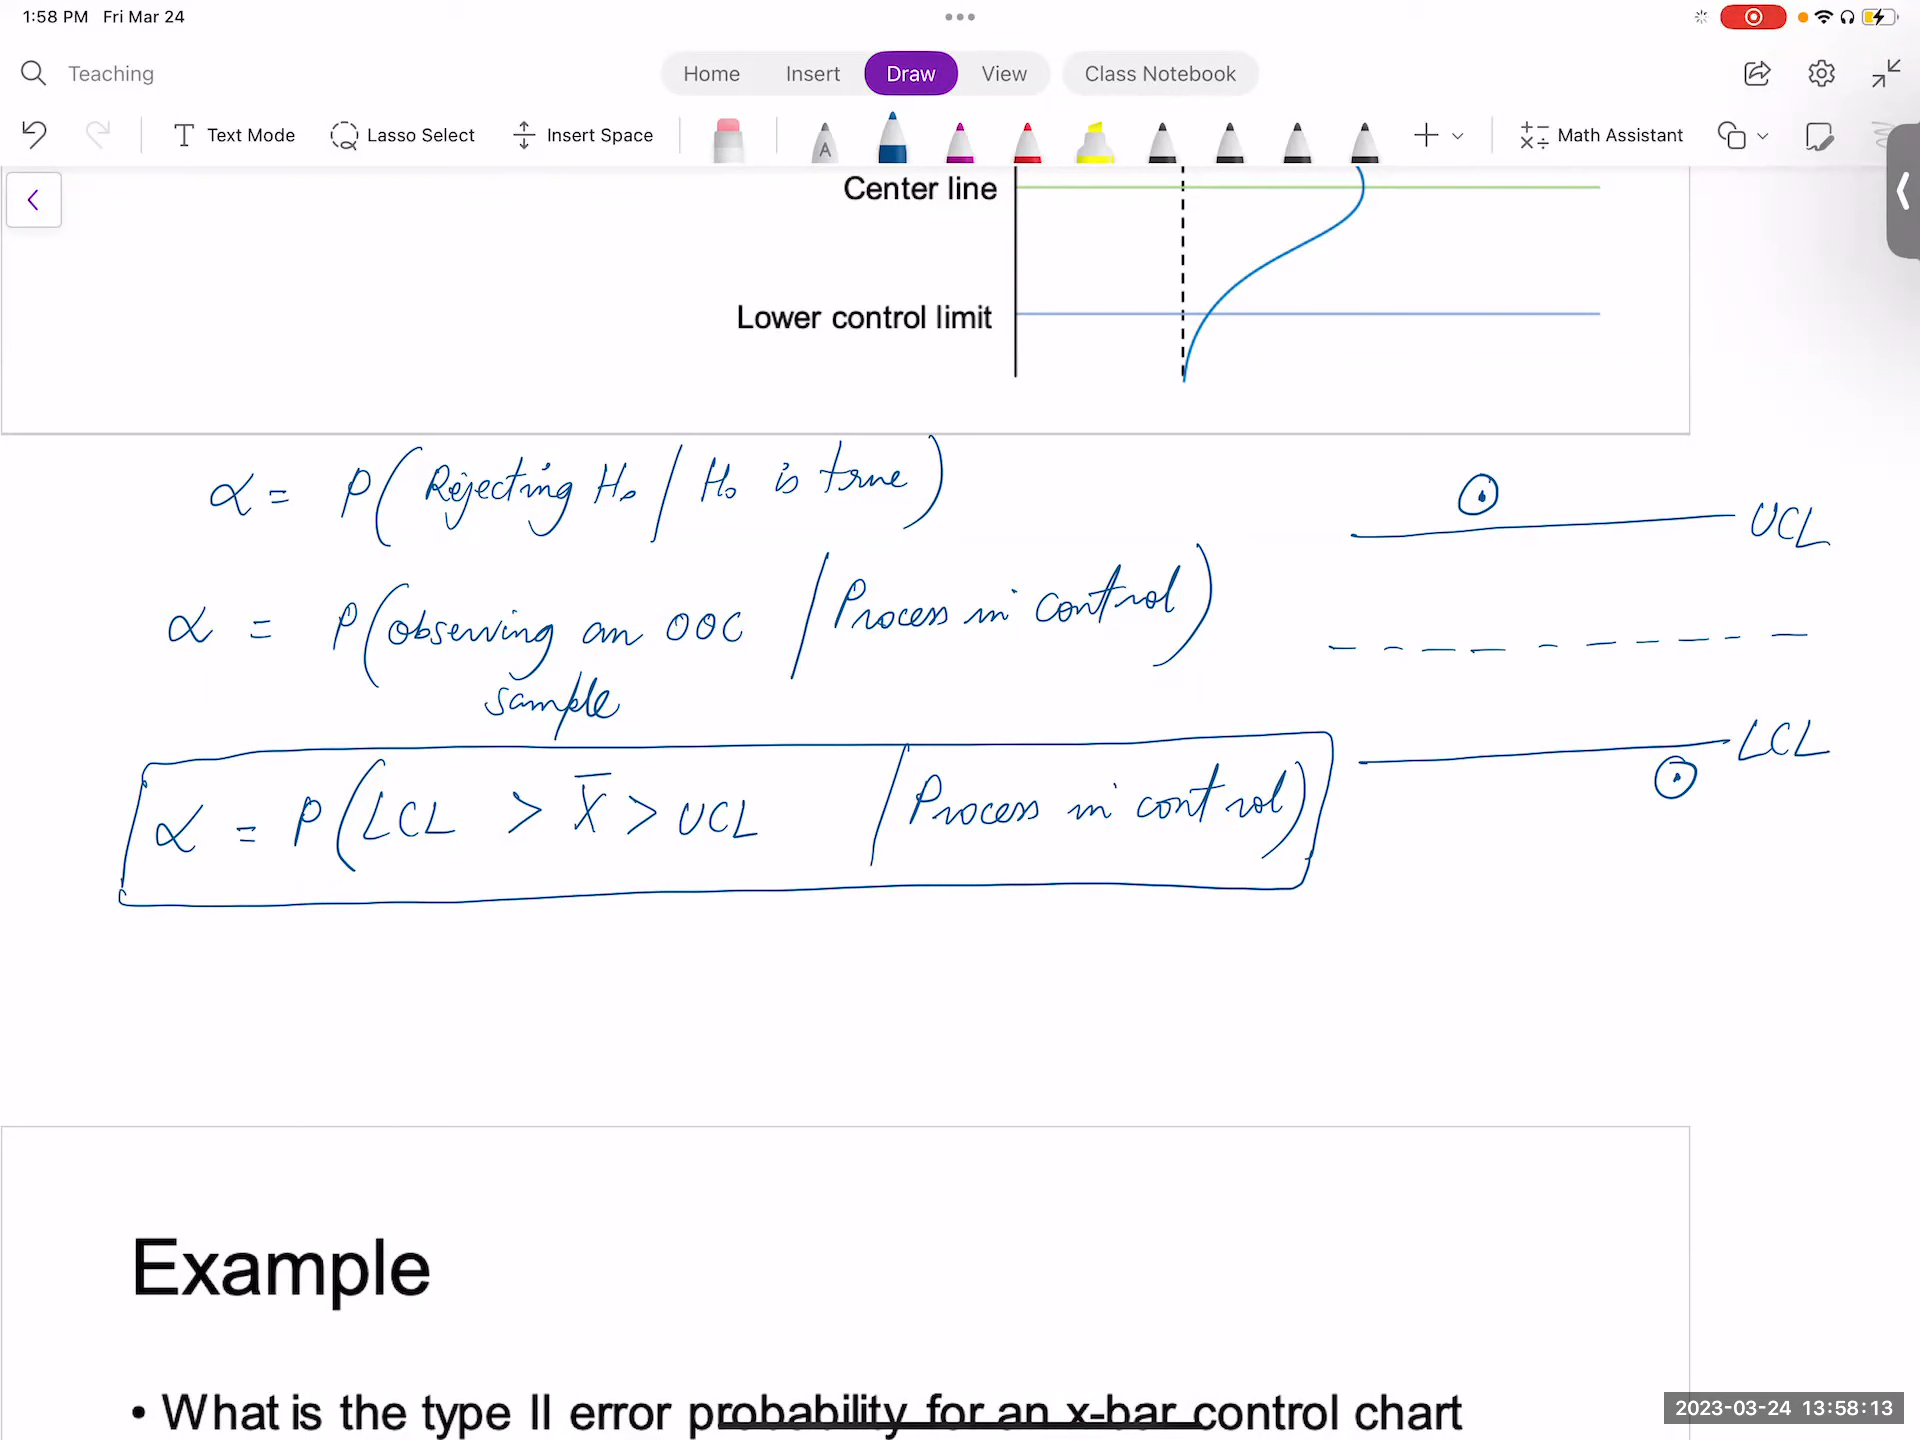 1:58 PM Fri Mar 24
Teaching
Home Insert Draw View Class Notebook
Text Mode Lasso Select Insert Space A Math Assistant
Center line
Lower control limit
α = P( Rejecting H₀ / H₀ is true )
UCL
α = P( observing an OOC / Process in control )
sample
LCL
α = P( LCL > X̄ > UCL / Process in control )
Example
• What is the type II error probability for an x-bar control chart
2023-03-24 13:58:13